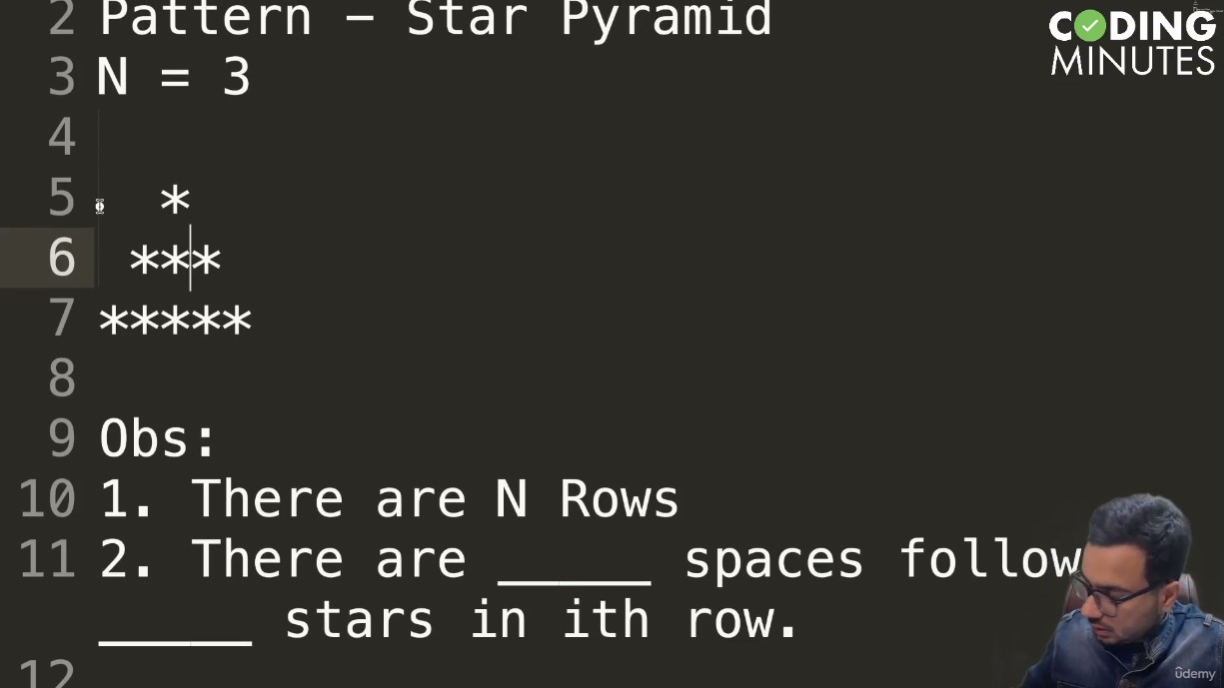 2 Pattern - Star Pyramid
3 N = 3
4
5   *
6  ***
7 *****
8
9 Obs:
10 1. There are N Rows
11 2. There are _____ spaces follow
_____ stars in ith row.
12
CODING
MINUTES
ûdemy